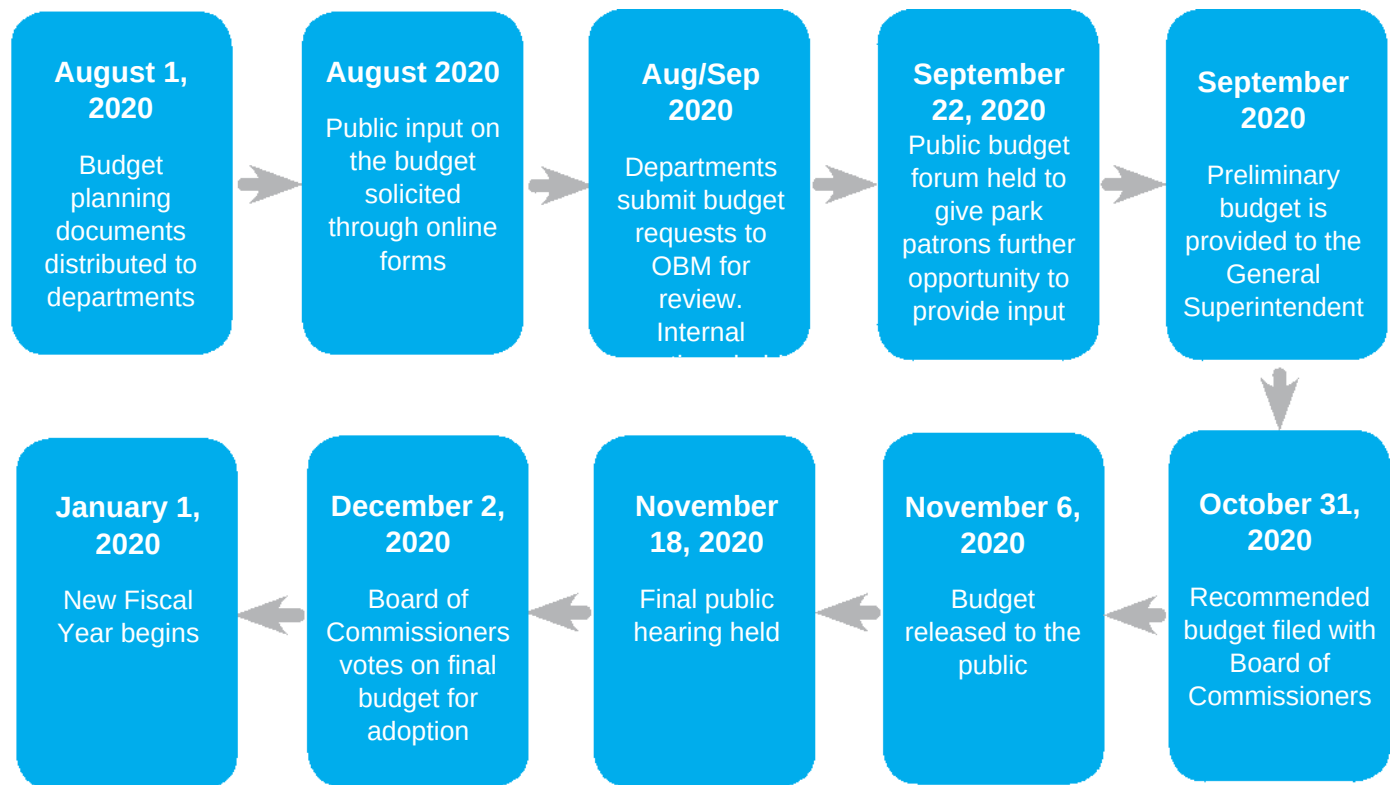 August 1,
2020
Budget
planning
documents
distributed to
departments
August 2020
Public input on
the budget
solicited
through online
forms
Aug/Sep
2020
Departments
submit budget
requests to
OBM for
review.
Internal
September
22, 2020
Public budget
forum held to
give park
patrons further
opportunity to
provide input
September
2020
Preliminary
budget is
provided to the
General
Superintendent
October 31,
2020
Recommended
budget filed with
Board of
Commissioners
November 6,
2020
Budget
released to the
public
November
18, 2020
Final public
hearing held
December 2,
2020
Board of
Commissioners
votes on final
budget for
adoption
January 1,
2020
New Fiscal
Year begins